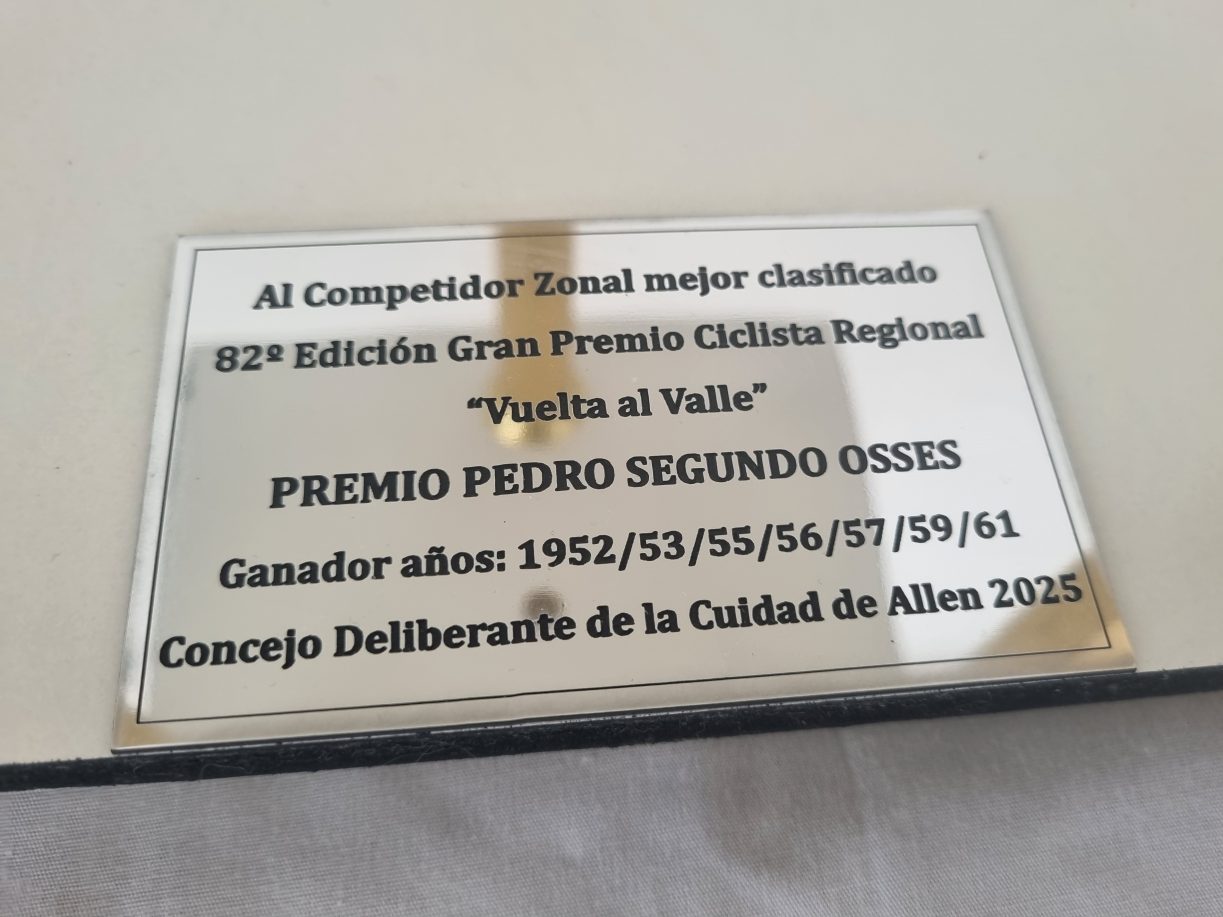 Al Competidor Zonal mejor clasificado
82º Edición Gran Premio Ciclista Regional
“Vuelta al Valle”
PREMIO PEDRO SEGUNDO OSSES
Ganador años: 1952/53/55/56/57/59/61
Concejo Deliberante de la Cuidad de Allen 2025